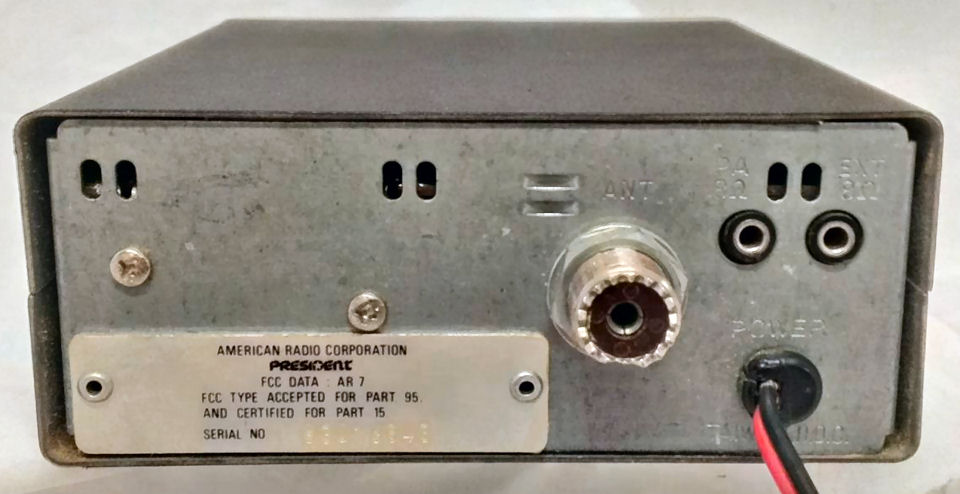 ANT
PA
8Ω
EXT
8Ω
POWER
AMERICAN RADIO CORPORATION
PRESIDENT
FCC DATA : AR 7
FCC TYPE ACCEPTED FOR PART 95.
AND CERTIFIED FOR PART 15
SERIAL NO